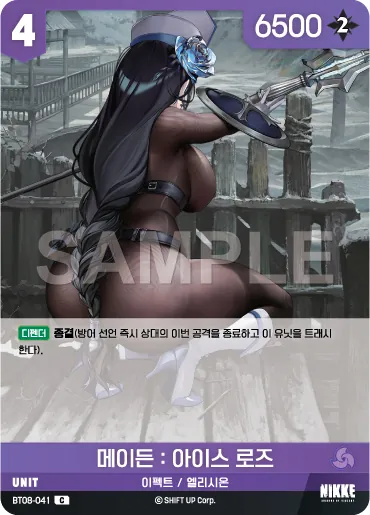 4
6500 2
SAMPLE
디펜더 종결(방어 선언 즉시 상대의 이번 공격을 종료하고 이 유닛을 트래시
한다).
메이든 : 아이스 로즈
UNIT 이펙트 / 엘리시온
BT08-041 C ©SHIFT UP Corp. NIKKE